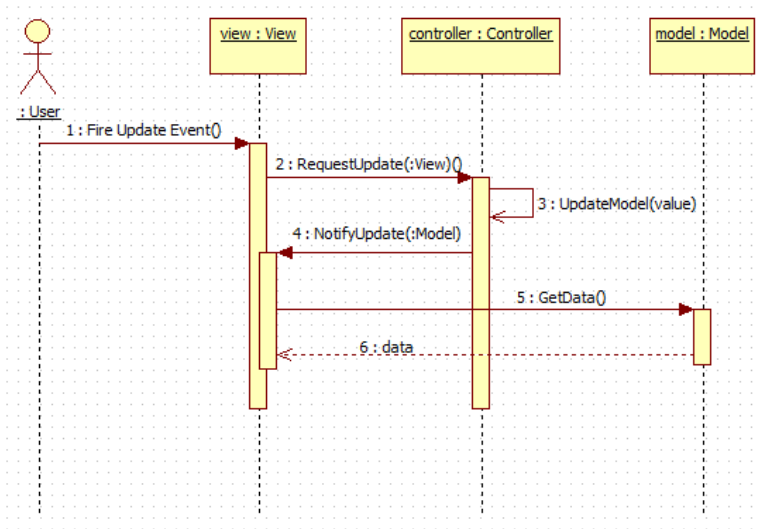 view : View
controller : Controller
model : Model
: User
1 : Fire Update Event()
2 : RequestUpdate(:View)()
3 : UpdateModel(value)
4 : NotifyUpdate(:Model)
5 : GetData()
6 : data